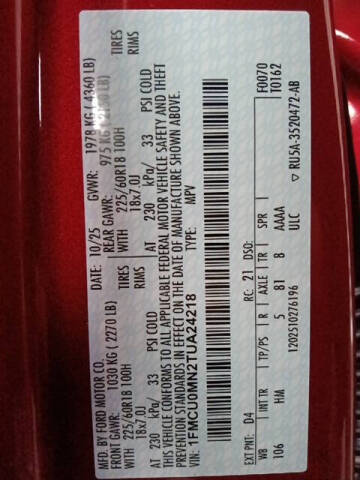 MFD. BY FORD MOTOR CO.
DATE: 10/25 GVWR: 1978 KG ( 4360 LB)
FRONT GAWR: 1030 KG ( 2270 LB) REAR GAWR: 975 KG ( 2150 LB)
WITH 225/60R18 100H TIRES WITH 225/60R18 100H TIRES
18x7.0J RIMS 18x7.0J RIMS
AT 230 kPa/ 33 PSI COLD AT 230 kPa/ 33 PSI COLD
THIS VEHICLE CONFORMS TO ALL APPLICABLE FEDERAL MOTOR VEHICLE SAFETY AND THEFT
PREVENTION STANDARDS IN EFFECT ON THE DATE OF MANUFACTURE SHOWN ABOVE.
VIN: 1FMCU0MN2TUA24218
TYPE: MPV
F0070
T0162
EXT PNT: D4 RC: 21 DSO:
WB INT TR TP/PS R AXLE TR SPR
106 HM 5 81 8 AAAA
ULC
1202510276196
▽ RU5A-3520472-AB